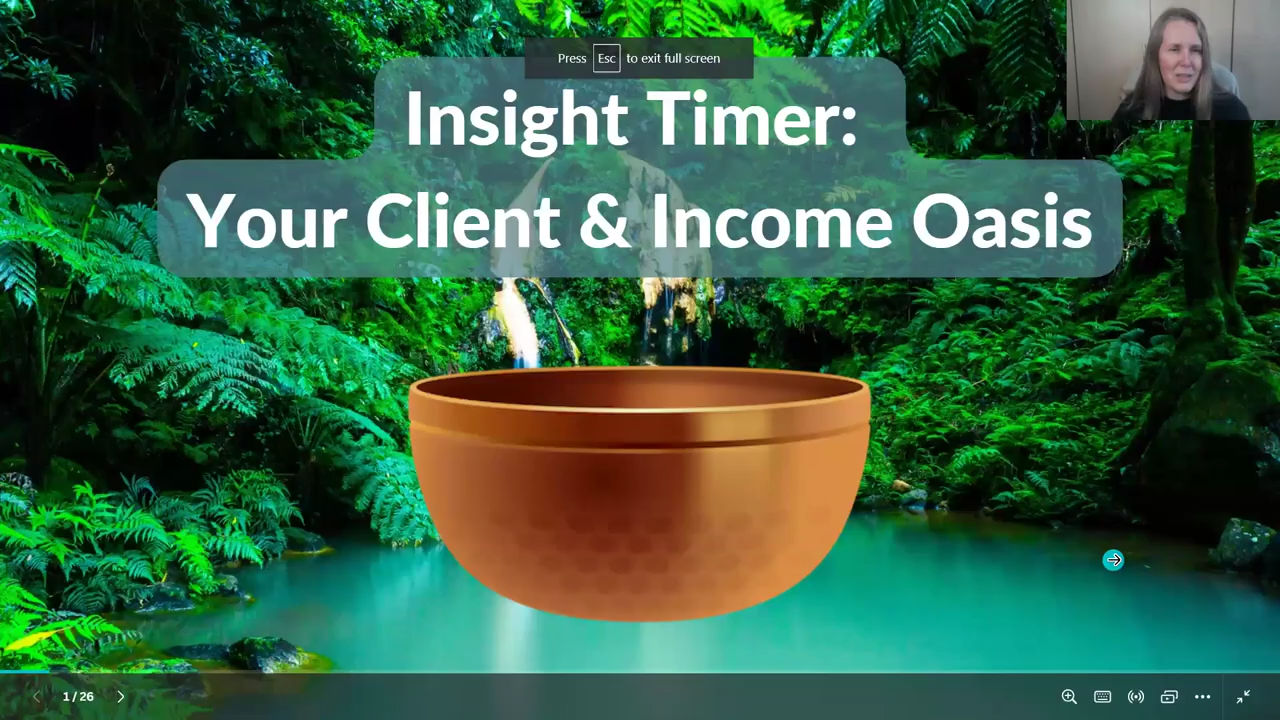 Press Esc to exit full screen
Insight Timer:
Your Client & Income Oasis
1 / 26